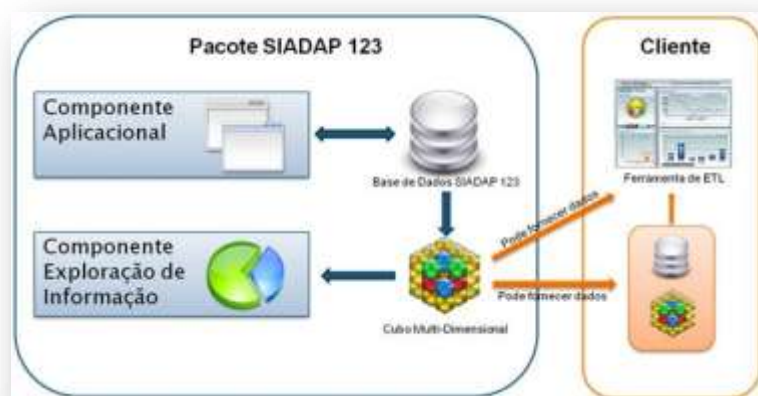 Pacote SIADAP 123
Cliente
Componente
Aplicacional
Base de Dados SIADAP 123
Ferramenta de ETL
Pode fornecer dados
Componente
Exploração de
Informação
Pode fornecer dados
Cubo Multi-Dimensional